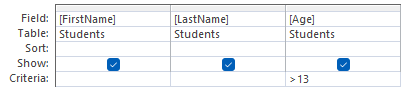 Field: [FirstName] [LastName] [Age]
Table: Students Students Students
Sort:
Show:
Criteria: >13